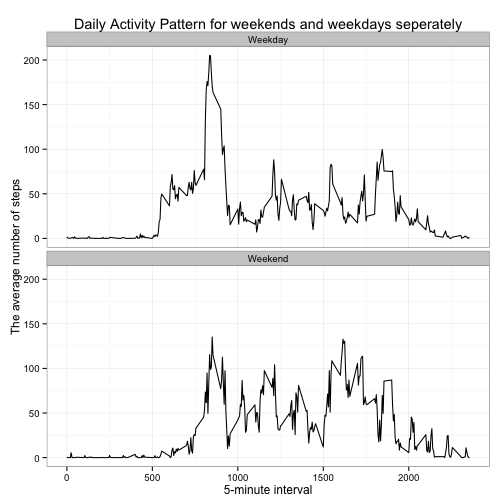 Daily Activity Pattern for weekends and weekdays seperately
Weekday
200
150
100
50
0
The average number of steps
Weekend
200
150
100
50
0
0 500 1000 1500 2000
5-minute interval